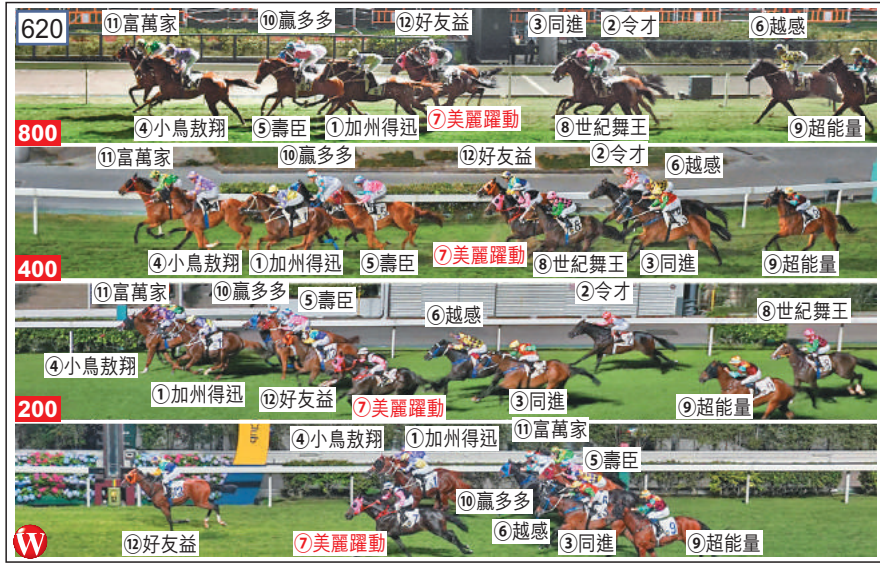 620
⑪富萬家 ⑩贏多多 ⑫好友益 ③同進 ②令才 ⑥越感
800
④小鳥敖翔 ⑤壽臣 ①加州得迅 ⑦美麗躍動 ⑧世紀舞王 ⑨超能量
⑪富萬家 ⑩贏多多 ⑫好友益 ②令才 ⑥越感
400
④小鳥敖翔 ①加州得迅 ⑤壽臣 ⑦美麗躍動 ⑧世紀舞王 ③同進 ⑨超能量
⑪富萬家 ⑩贏多多 ⑤壽臣 ⑥越感 ②令才 ⑧世紀舞王
④小鳥敖翔
200
①加州得迅 ⑫好友益 ⑦美麗躍動 ③同進 ⑨超能量
④小鳥敖翔 ①加州得迅 ⑪富萬家
⑤壽臣
⑩贏多多
⑫好友益 ⑦美麗躍動 ⑥越感 ③同進 ⑨超能量
9
W